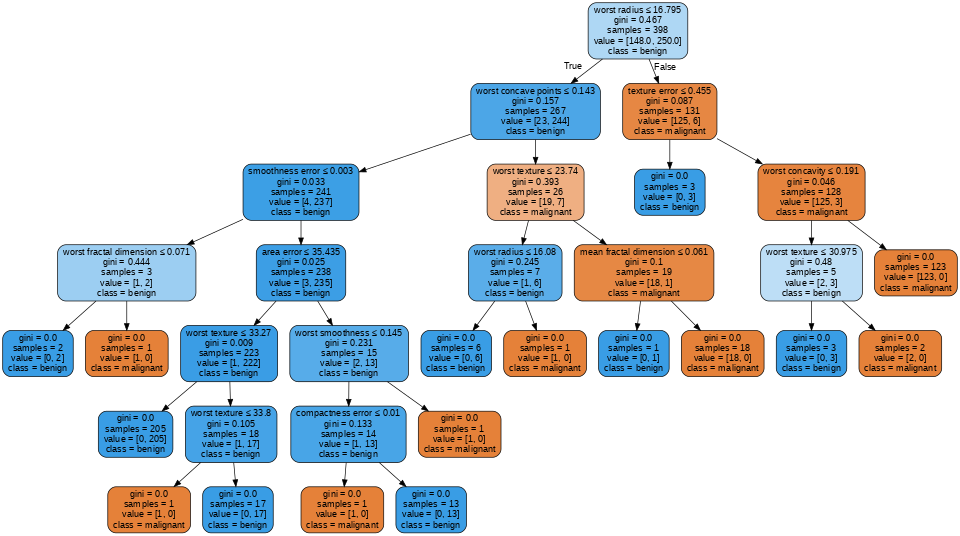 worst radius ≤ 16.795
gini = 0.467
samples = 398
value = [148.0, 250.0]
class = benign
True
False
worst concave points ≤ 0.143
gini = 0.157
samples = 267
value = [23, 244]
class = benign
texture error ≤ 0.455
gini = 0.087
samples = 131
value = [125, 6]
class = malignant
smoothness error ≤ 0.003
gini = 0.033
samples = 241
value = [4, 237]
class = benign
worst texture ≤ 23.74
gini = 0.393
samples = 26
value = [19, 7]
class = malignant
gini = 0.0
samples = 3
value = [0, 3]
class = benign
worst concavity ≤ 0.191
gini = 0.046
samples = 128
value = [125, 3]
class = malignant
worst fractal dimension ≤ 0.071
gini = 0.444
samples = 3
value = [1, 2]
class = benign
area error ≤ 35.435
gini = 0.025
samples = 238
value = [3, 235]
class = benign
worst radius ≤ 16.08
gini = 0.245
samples = 7
value = [1, 6]
class = benign
mean fractal dimension ≤ 0.061
gini = 0.1
samples = 19
value = [18, 1]
class = malignant
worst texture ≤ 30.975
gini = 0.48
samples = 5
value = [2, 3]
class = benign
gini = 0.0
samples = 123
value = [123, 0]
class = malignant
gini = 0.0
samples = 2
value = [0, 2]
class = benign
gini = 0.0
samples = 1
value = [1, 0]
class = malignant
worst texture ≤ 33.27
gini = 0.009
samples = 223
value = [1, 222]
class = benign
worst smoothness ≤ 0.145
gini = 0.231
samples = 15
value = [2, 13]
class = benign
gini = 0.0
samples = 6
value = [0, 6]
class = benign
gini = 0.0
samples = 1
value = [1, 0]
class = malignant
gini = 0.0
samples = 1
value = [0, 1]
class = benign
gini = 0.0
samples = 18
value = [18, 0]
class = malignant
gini = 0.0
samples = 3
value = [0, 3]
class = benign
gini = 0.0
samples = 2
value = [2, 0]
class = malignant
gini = 0.0
samples = 205
value = [0, 205]
class = benign
worst texture ≤ 33.8
gini = 0.105
samples = 18
value = [1, 17]
class = benign
compactness error ≤ 0.01
gini = 0.133
samples = 14
value = [1, 13]
class = benign
gini = 0.0
samples = 1
value = [1, 0]
class = malignant
gini = 0.0
samples = 1
value = [1, 0]
class = malignant
gini = 0.0
samples = 17
value = [0, 17]
class = benign
gini = 0.0
samples = 1
value = [1, 0]
class = malignant
gini = 0.0
samples = 13
value = [0, 13]
class = benign